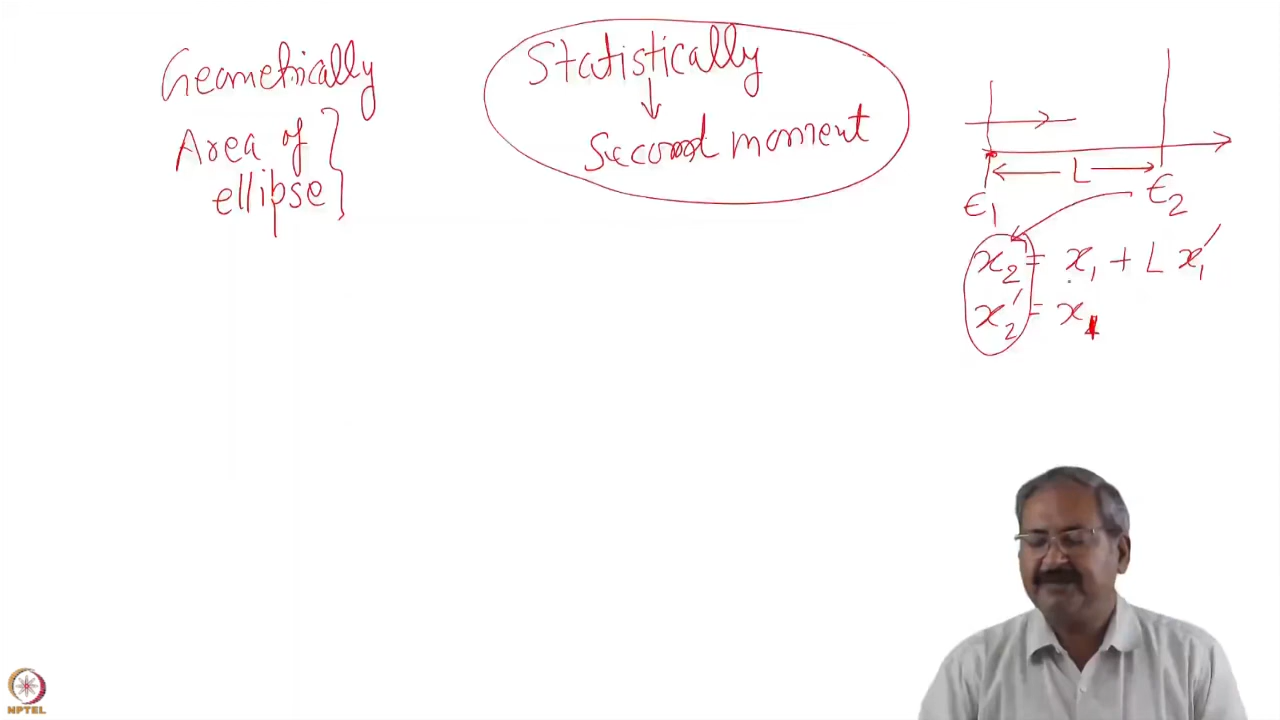 Geometrically
Area of
ellipse
Statistically
Second moment
L
ϵ1
ϵ2
x2 = x1 + L x1′
x2′ = x1
NPTEL